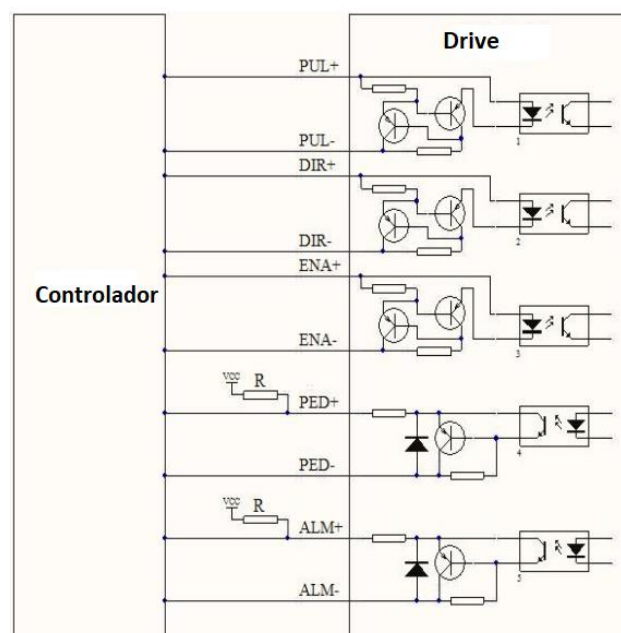 Drive
PUL+
1
PUL-
DIR+
2
DIR-
ENA+
Controlador
3
ENA-
VCC
R
PED+
4
PED-
VCC
R
ALM+
5
ALM-